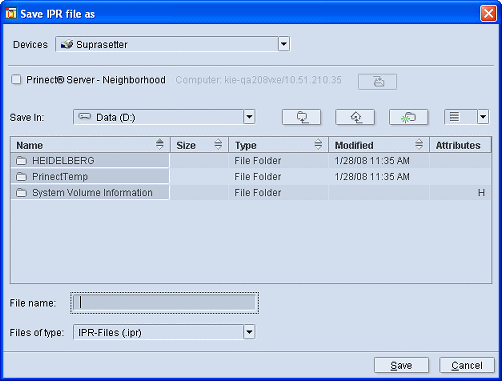 Save IPR file as
Devices Suprasetter
Prinect® Server - Neighborhood Computer: kie-qa208vxel10.51.210.35
Save In: Data (D:)
Name Size Type Modified Attributes
HEIDELBERG File Folder 1/28/08 11:35 AM
PrinectTemp File Folder 1/28/08 11:35 AM
System Volume Information File Folder H
File name:
Files of type: IPR-Files (.ipr)
Save Cancel